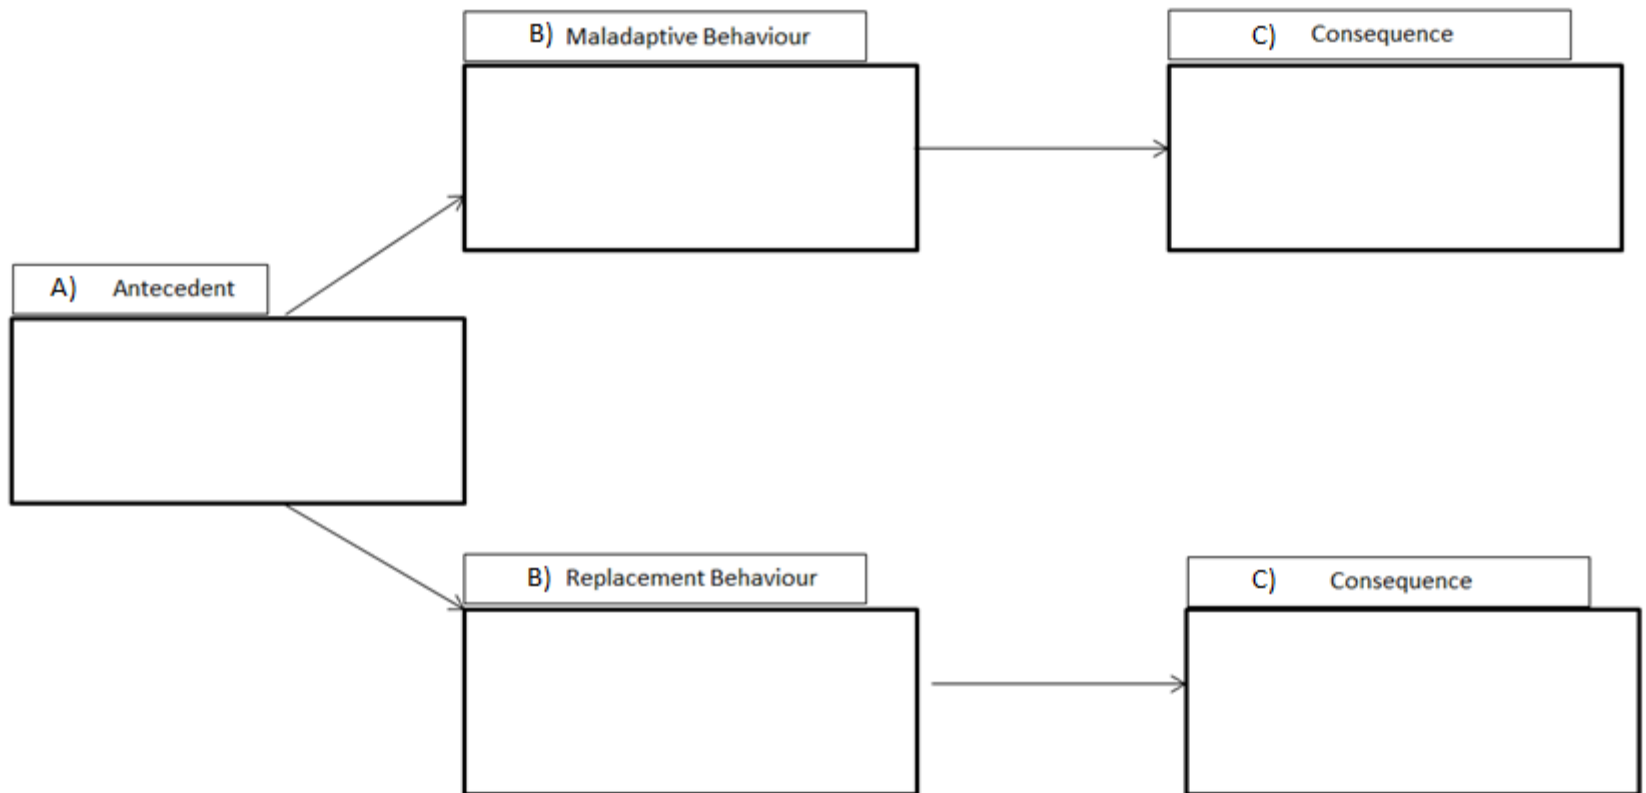 B) Maladaptive Behaviour
C) Consequence
A) Antecedent
B) Replacement Behaviour
C) Consequence